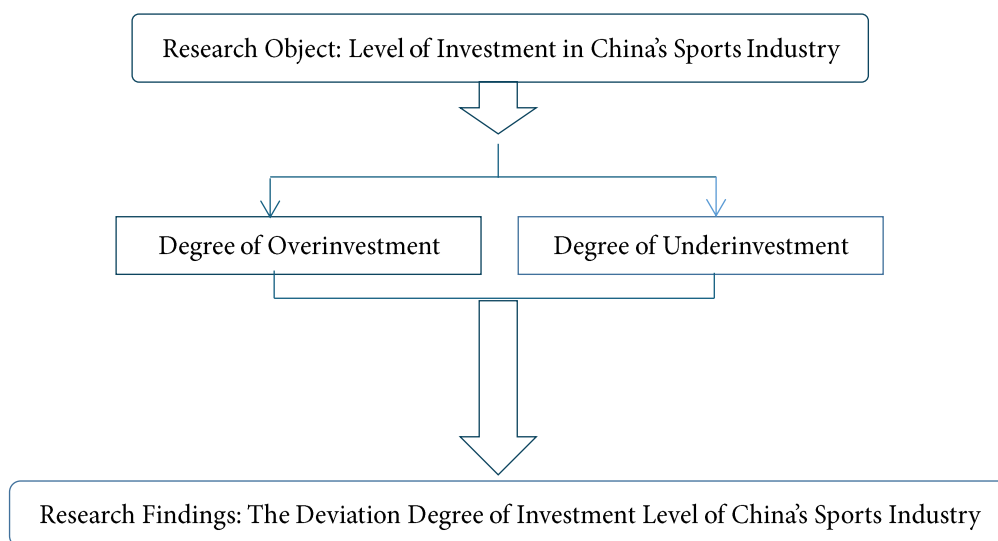 Research Object: Level of Investment in China’s Sports Industry
Degree of Overinvestment
Degree of Underinvestment
Research Findings: The Deviation Degree of Investment Level of China’s Sports Industry